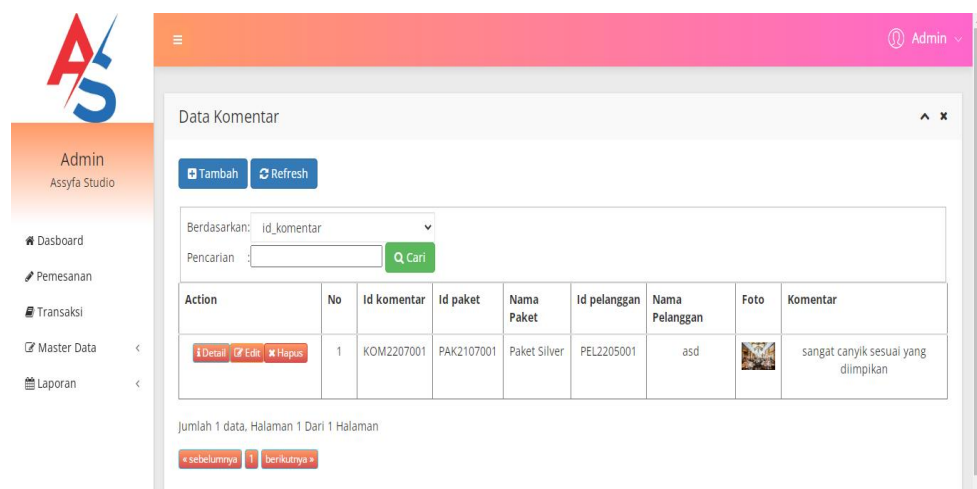 AS
Admin
Data Komentar
Admin
Assyfa Studio
Tambah Refresh
Dasboard
Pemesanan
Transaksi
Master Data
Laporan
Berdasarkan: id_komentar
Pencarian : Cari
Action No Id komentar Id paket Nama Paket Id pelanggan Nama Pelanggan Foto Komentar
Detail Edit Hapus 1 KOM2207001 PAK2107001 Paket Silver PEL2205001 asd sangat canyik sesuai yang
diimpikan
Jumlah 1 data, Halaman 1 Dari 1 Halaman
« sebelumnya 1 berikutnya »